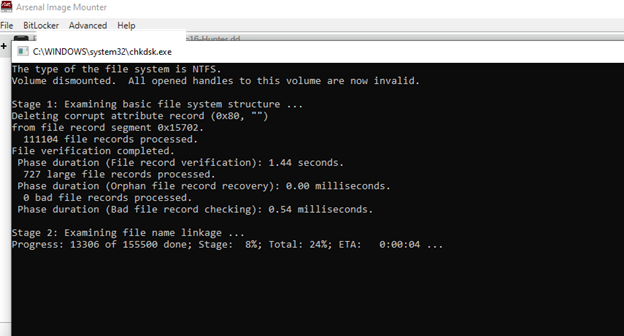 Arsenal Image Mounter
File BitLocker Advanced Help
C:\WINDOWS\system32\chkdsk.exe
The type of the file system is NTFS.
Volume dismounted.  All opened handles to this volume are now invalid.
Stage 1: Examining basic file system structure ...
Deleting corrupt attribute record (0x80, "")
from file record segment 0x15702.
  111104 file records processed.
File verification completed.
 Phase duration (File record verification): 1.44 seconds.
  727 large file records processed.
 Phase duration (Orphan file record recovery): 0.00 milliseconds.
  0 bad file records processed.
 Phase duration (Bad file record checking): 0.54 milliseconds.
Stage 2: Examining file name linkage ...
Progress: 13306 of 155500 done; Stage:  8%; Total: 24%; ETA:   0:00:04 ...